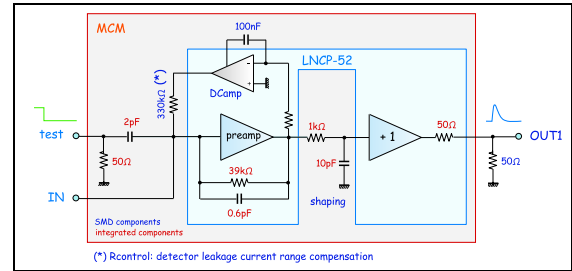 MCM
100nF
LNCP-52
330kΩ (*)
DCamp
test
2pF
preamp
1kΩ
+ 1
50Ω
OUT1
50Ω
39kΩ
10pF
50Ω
IN
0.6pF
shaping
SMD components
integrated components
(*) Rcontrol: detector leakage current range compensation